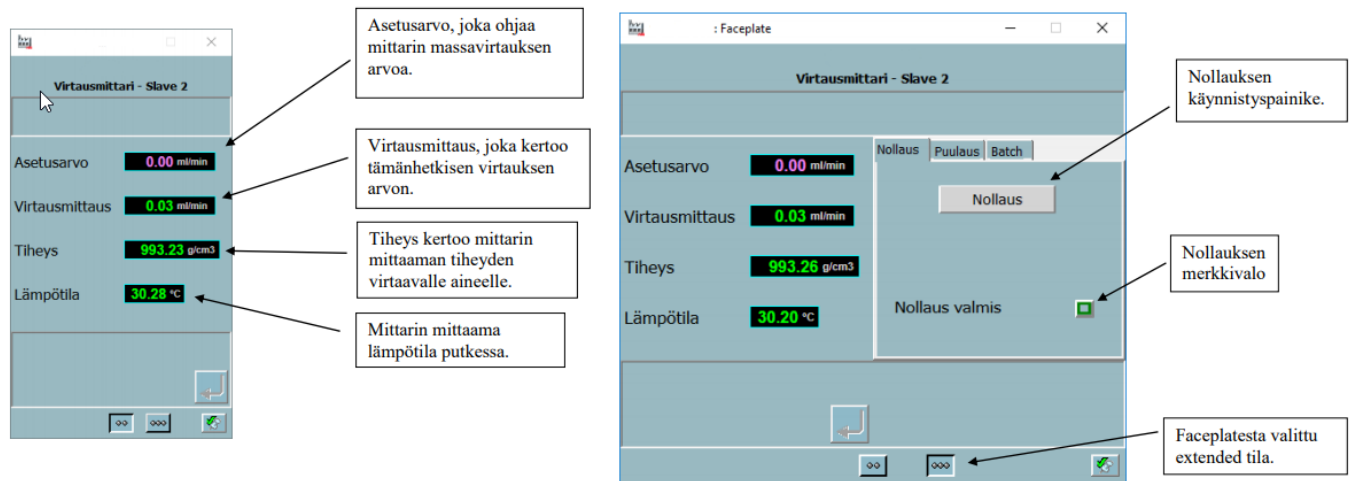 Virtausmittari - Slave 2
Asetusarvo 0.00 ml/min
Virtausmittaus 0.03 ml/min
Tiheys 993.23 g/cm3
Lämpötila 30.28 °C
Asetusarvo, joka ohjaa
mittarin massavirtauksen
arvoa.
Virtausmittaus, joka kertoo
tämänhetkisen virtauksen
arvon.
Tiheys kertoo mittarin
mittaaman tiheyden
virtaavalle aineelle.
Mittarin mittaama
lämpötila putkessa.
: Faceplate
Virtausmittari - Slave 2
Asetusarvo 0.00 ml/min
Virtausmittaus 0.03 ml/min
Tiheys 993.26 g/cm3
Lämpötila 30.20 °C
Nollaus Puulaus Batch
Nollaus
Nollaus valmis
Nollauksen
käynnistyspainike.
Nollauksen
merkkivalo
Faceplatesta valittu
extended tila.